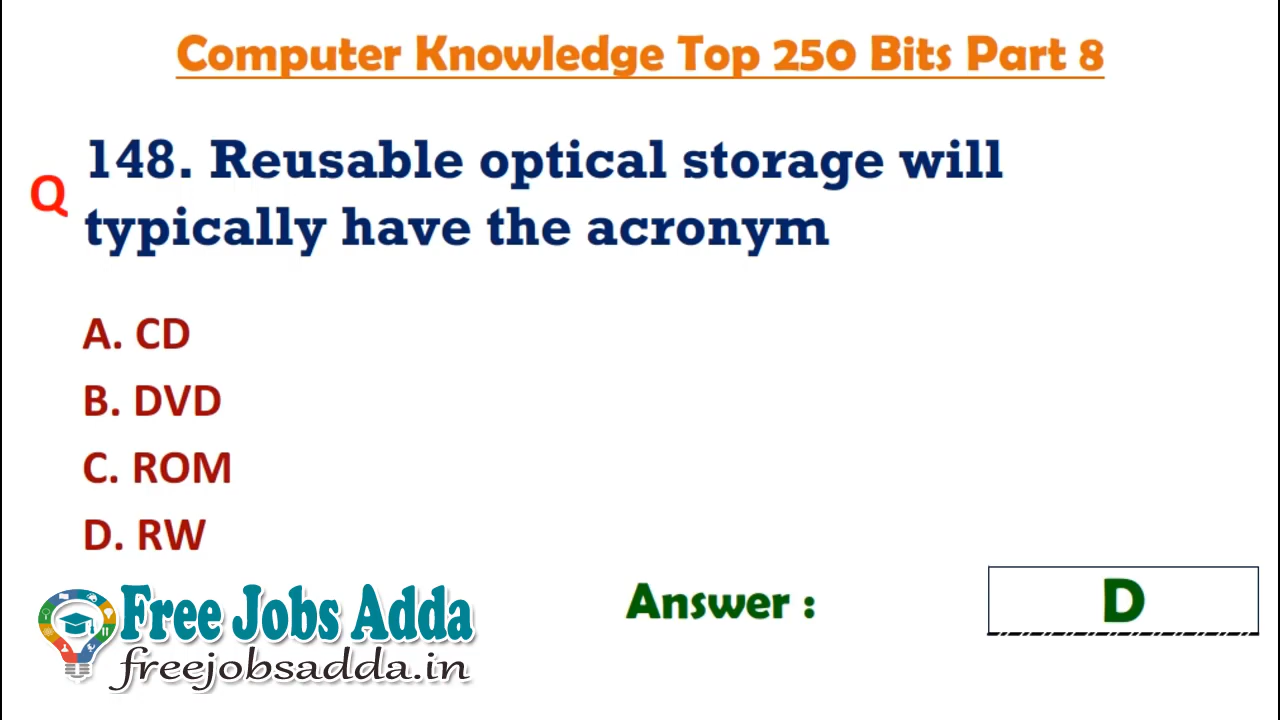 Computer Knowledge Top 250 Bits Part 8
Q
148. Reusable optical storage will
typically have the acronym
A. CD
B. DVD
C. ROM
D. RW
Answer :
D
Free Jobs Adda
freejobsadda.in